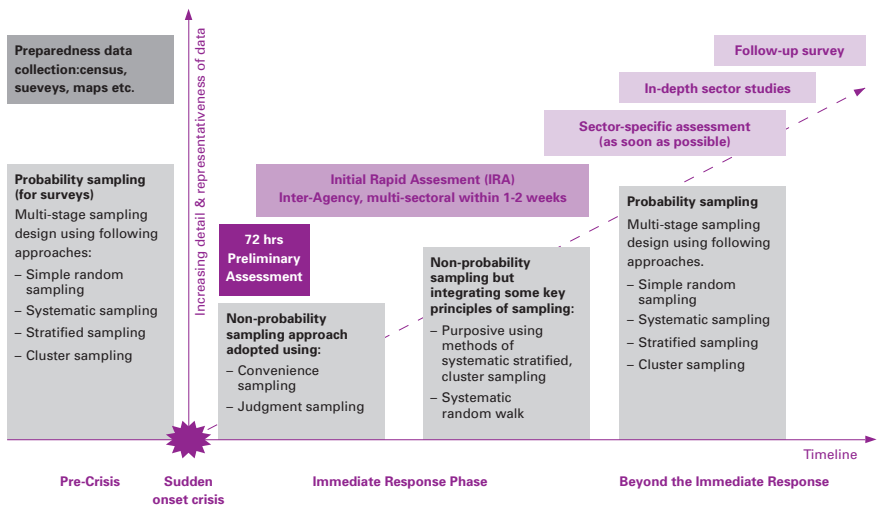 Preparedness data
collection:census,
sueveys, maps etc.
Probability sampling
(for surveys)
Multi-stage sampling
design using following
approaches:
– Simple random
sampling
– Systematic sampling
– Stratified sampling
– Cluster sampling
Increasing detail & representativeness of data
72 hrs
Preliminary
Assessment
Non-probability
sampling approach
adopted using:
– Convenience
sampling
– Judgment sampling
Initial Rapid Assesment (IRA)
Inter-Agency, multi-sectoral within 1-2 weeks
Non-probability
sampling but
integrating some key
principles of sampling:
– Purposive using
methods of
systematic stratified,
cluster sampling
– Systematic
random walk
Follow-up survey
In-depth sector studies
Sector-specific assessment
(as soon as possible)
Probability sampling
Multi-stage sampling
design using following
approaches.
– Simple random
sampling
– Systematic sampling
– Stratified sampling
– Cluster sampling
Timeline
Pre-Crisis
Sudden
onset crisis
Immediate Response Phase
Beyond the Immediate Response